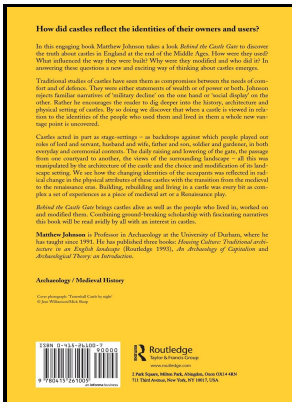 How did castles reflect the identities of their owners and users?
In this engaging book Matthew Johnson takes a look Behind the Castle Gate to discover
the truth about castles in England at the end of the Middle Ages. How were they used?
What influenced the way they were built? Why were they modified and who did it? In
answering these questions a new and exciting way of thinking about castles emerges.
Traditional studies of castles have seen them as compromises between the needs of com-
fort and of defence. They were either statements of wealth or of power or both. Johnson
rejects familiar narratives of 'military decline' on the one hand or 'social display' on the
other. Rather he encourages the reader to dig deeper into the history, architecture and
physical setting of castles. By so doing we discover that when a castle is viewed in rela-
tion to the identities of the people who used them and lived in them a whole new van-
tage point is uncovered.
Castles acted in part as stage-settings – as backdrops against which people played out
roles of lord and servant, husband and wife, father and son, soldier and gardener, in both
everyday and ceremonial contexts. The daily raising and lowering of the gate, the passage
from one courtyard to another, the views of the surrounding landscape – all this was
manipulated by the architecture of the castle and the choice and modification of its land-
scape setting. We see how the changing identities of the occupants was reflected in radi-
cal change in the physical attributes of these castles with the transition from the medieval
to the renaissance eras. Building, rebuilding and living in a castle was every bit as com-
plex a set of experiences as a piece of medieval art or a Renaissance play.
Behind the Castle Gate brings castles alive as well as the people who lived in, worked on
and modified them. Combining ground-breaking scholarship with fascinating narratives
this book will be read avidly by all with an interest in castles.
Matthew Johnson is Professor in Archaeology at the University of Durham, where he
has taught since 1991. He has published three books: Housing Culture: Traditional archi-
tecture in an English landscape (Routledge 1993), An Archaeology of Capitalism and
Archaeological Theory: an Introduction.
Archaeology / Medieval History
Cover photograph: 'Tattershall Castle by night'
© Jean Williamson/Mick Sharp
ISBN 0-415-26100-7
90000
9 780415 261005
an informa business
Routledge
Taylor & Francis Group
www.routledge.com
2 Park Square, Milton Park, Abingdon, Oxon OX14 4RN
711 Third Avenue, New York, NY 10017, USA